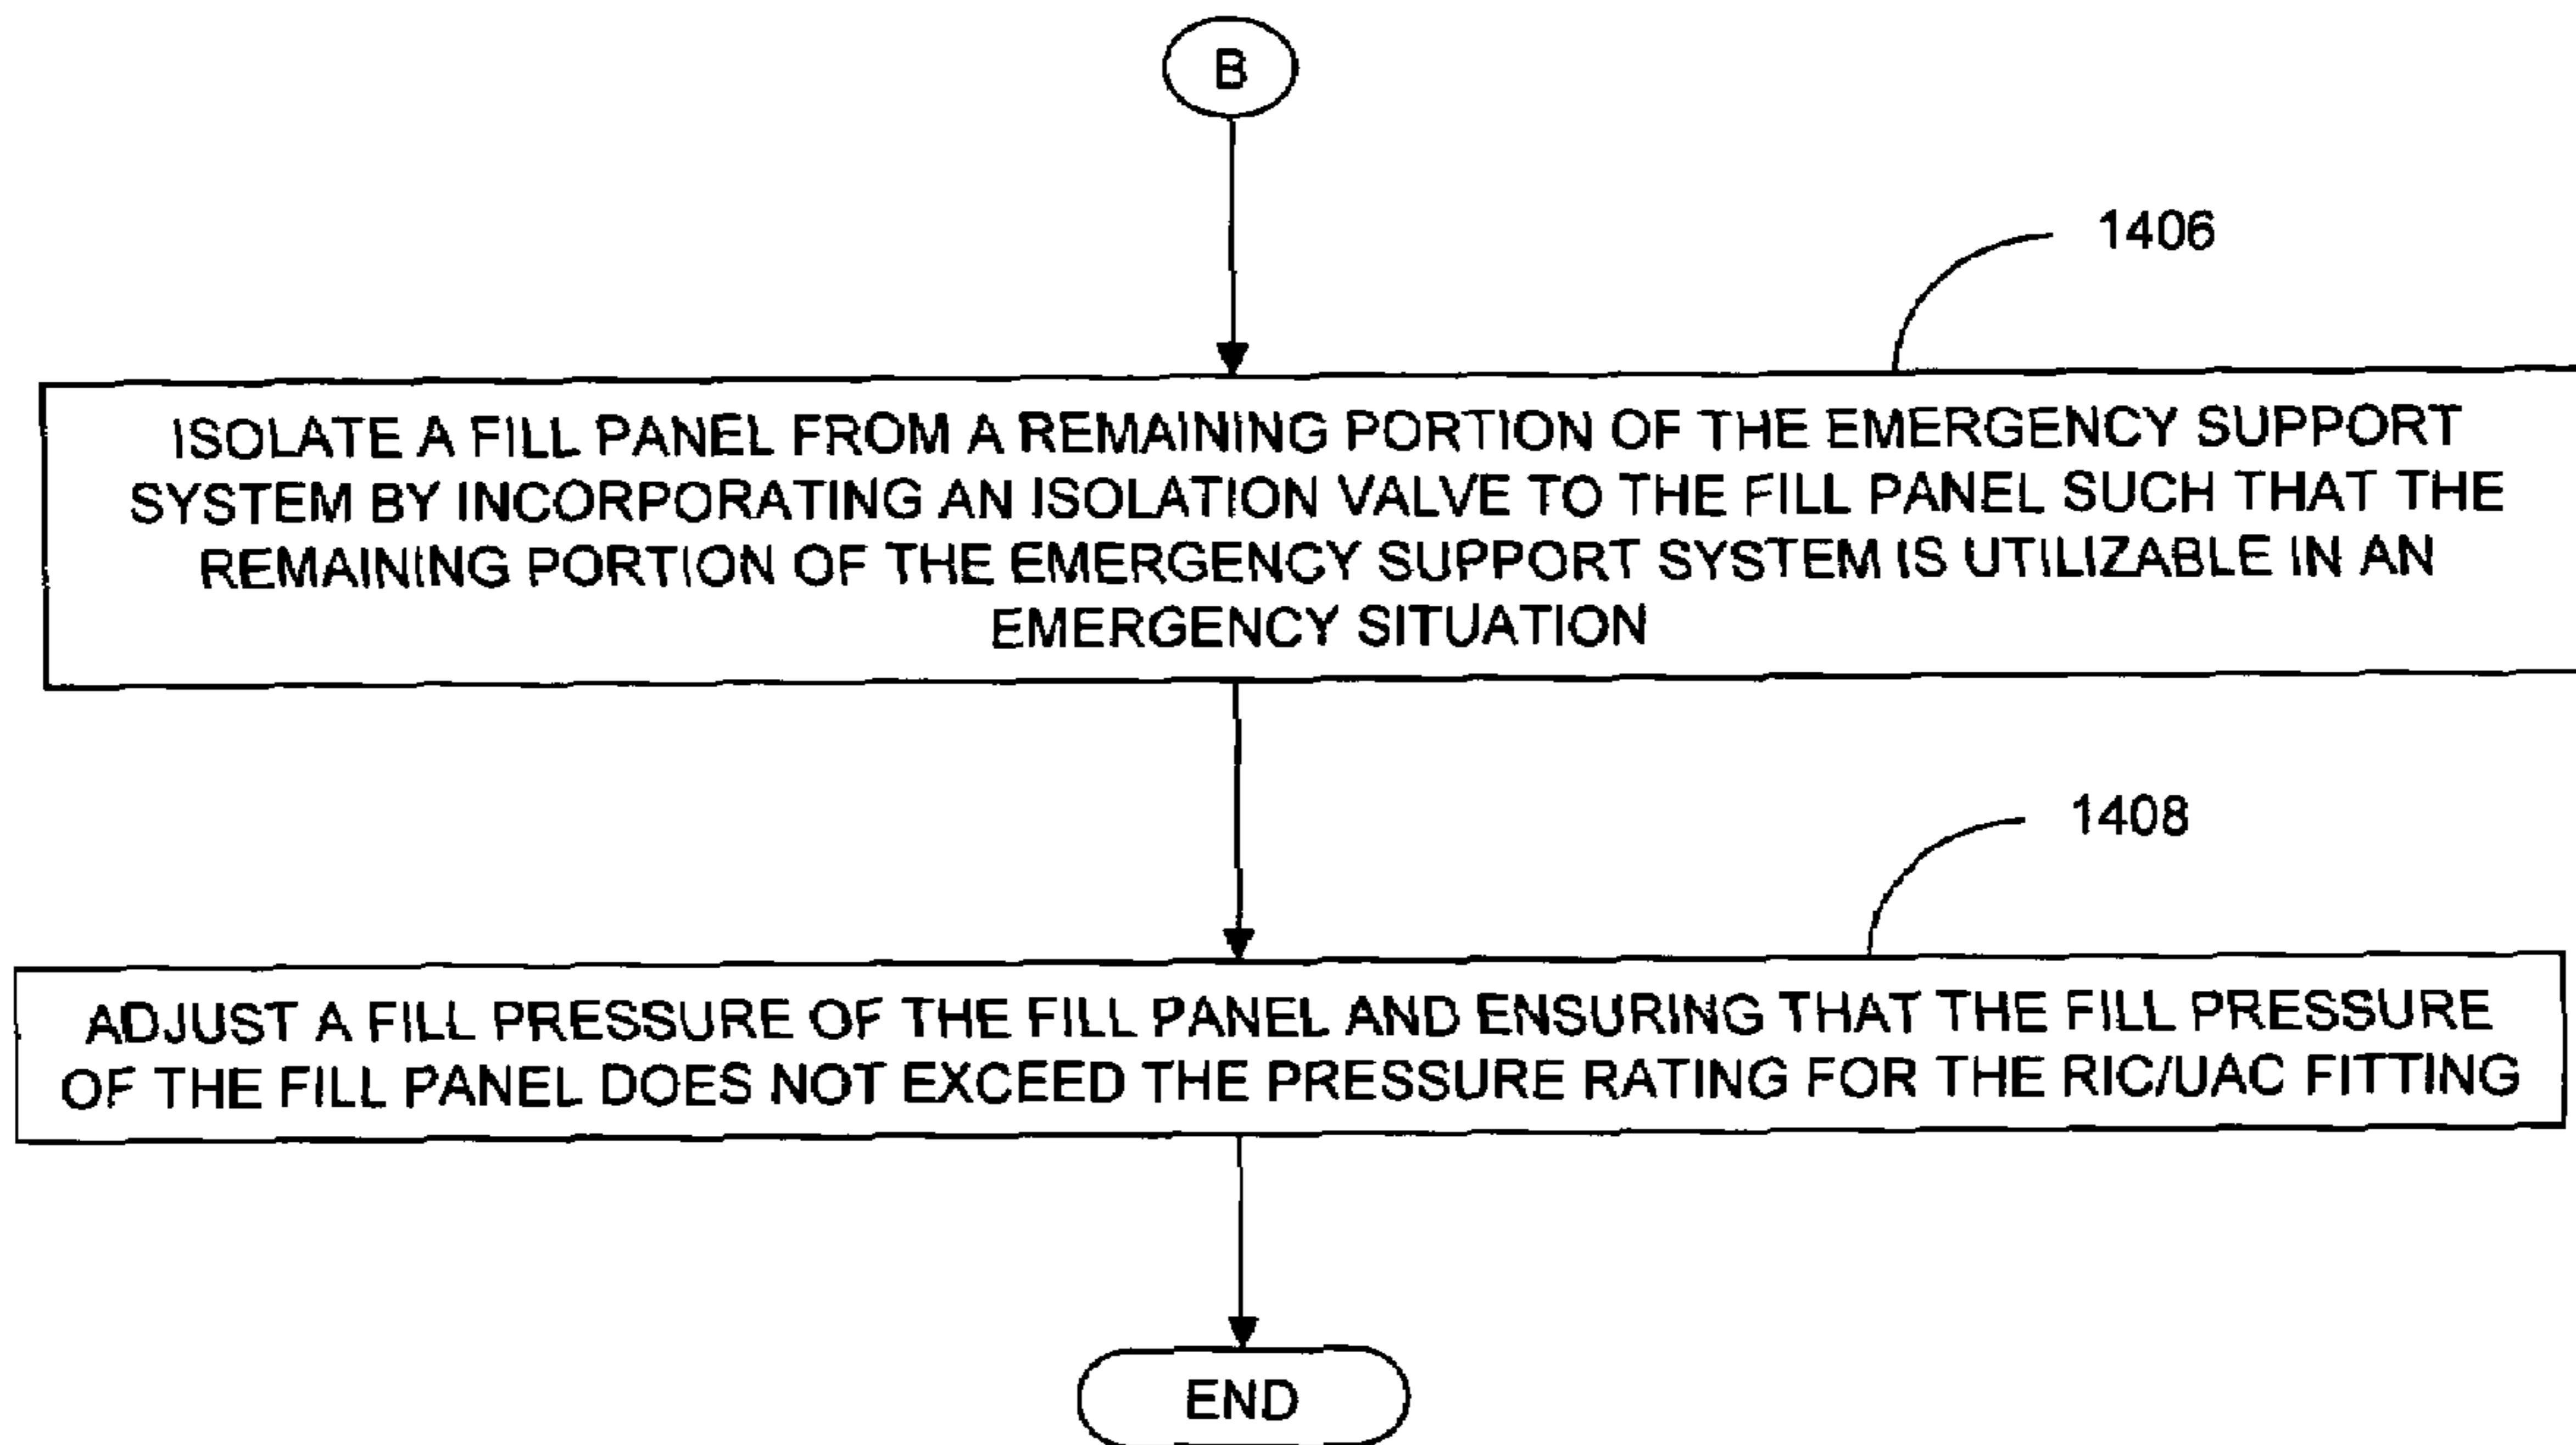 B
1406
ISOLATE A FILL PANEL FROM A REMAINING PORTION OF THE EMERGENCY SUPPORT
SYSTEM BY INCORPORATING AN ISOLATION VALVE TO THE FILL PANEL SUCH THAT THE
REMAINING PORTION OF THE EMERGENCY SUPPORT SYSTEM IS UTILIZABLE IN AN
EMERGENCY SITUATION
1408
ADJUST A FILL PRESSURE OF THE FILL PANEL AND ENSURING THAT THE FILL PRESSURE
OF THE FILL PANEL DOES NOT EXCEED THE PRESSURE RATING FOR THE RIC/UAC FITTING
END